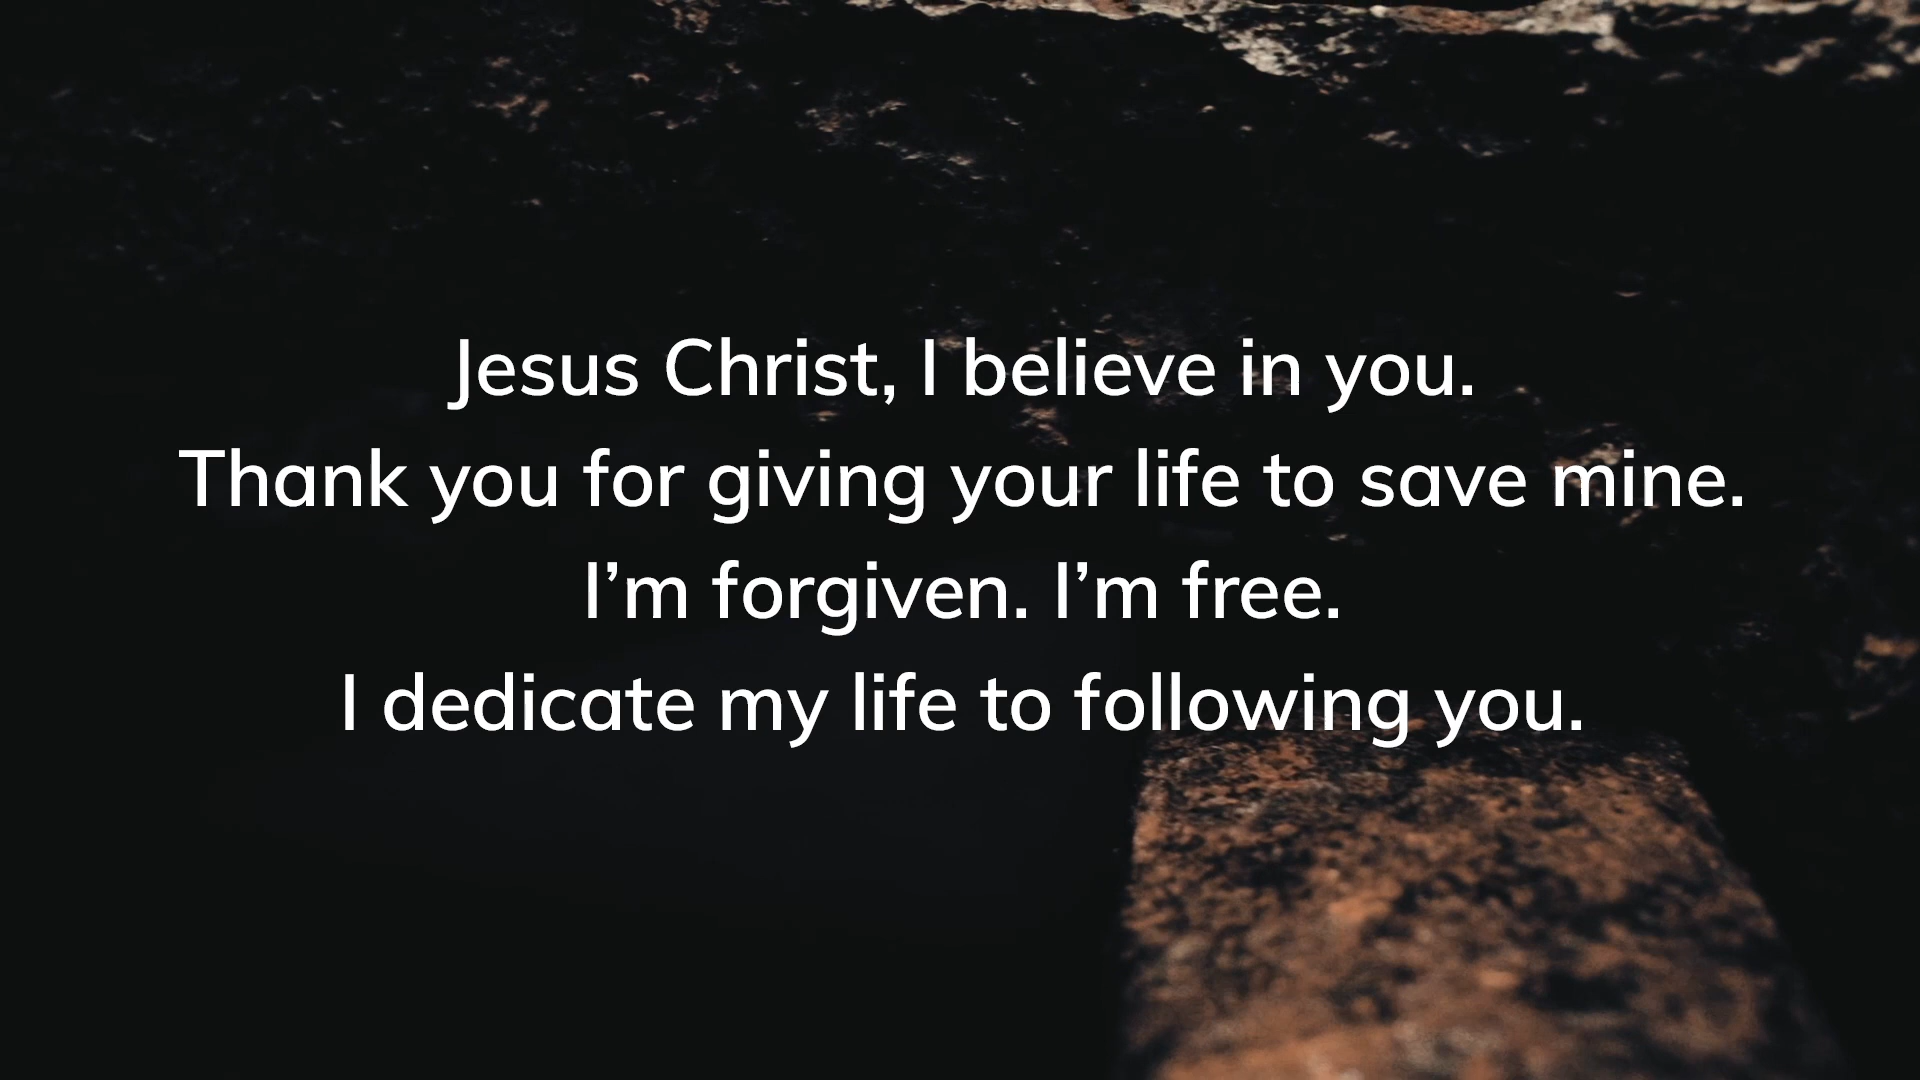 Jesus Christ, I believe in you.
Thank you for giving your life to save mine.
I’m forgiven. I’m free.
I dedicate my life to following you.